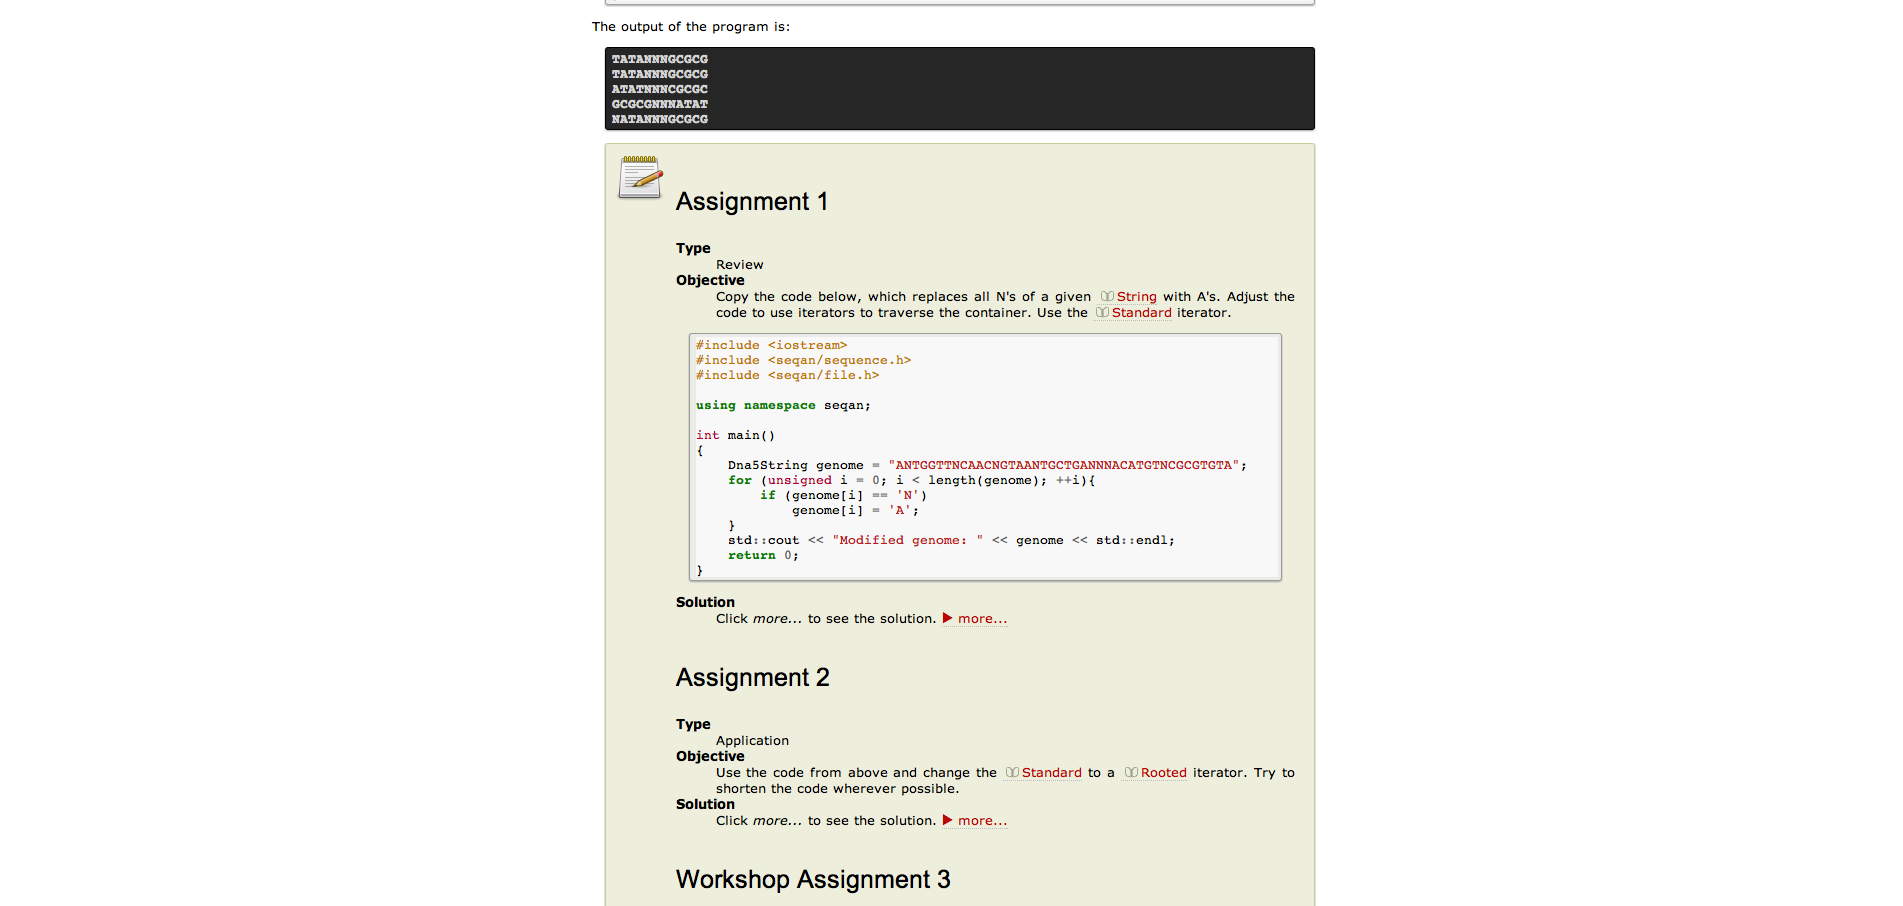 The output of the program is:
TATANNNGCGCG
TATANNNGCGCG
ATATNNNCGCGC
GCGCGNNNATAT
NATANNNGCGCG
Assignment 1
Type
Review
Objective
Copy the code below, which replaces all N's of a given String with A's. Adjust the
code to use iterators to traverse the container. Use the Standard iterator.
#include <iostream>
#include <seqan/sequence.h>
#include <seqan/file.h>
using namespace seqan;
int main()
{
    Dna5String genome = "ANTGGTTNCAACNGTAANTGCTGANNNACATGTNCGCGTGTA";
    for (unsigned i = 0; i < length(genome); ++i){
        if (genome[i] == 'N')
            genome[i] = 'A';
    }
    std::cout << "Modified genome: " << genome << std::endl;
    return 0;
}
Solution
Click more... to see the solution. more...
Assignment 2
Type
Application
Objective
Use the code from above and change the Standard to a Rooted iterator. Try to
shorten the code wherever possible.
Solution
Click more... to see the solution. more...
Workshop Assignment 3